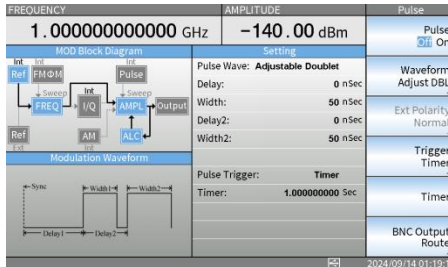 FREQUENCY
AMPLITUDE
Pulse
1.000000000000 GHz
-140.00 dBm
Pulse
Off On
MOD Block Diagram
Setting
Int
Int
Ref
FMΦM
Pulse
Sweep
Int
Sweep
FREQ
I/Q
AMPL
Output
Ref
AM
ALC
Ext
Int
Pulse Wave: Adjustable Doublet
Delay: 0 nSec
Width: 50 nSec
Delay2: 0 nSec
Width2: 50 nSec
Pulse Trigger: Timer
Timer: 1.000000000 Sec
Modulation Waveform
Sync
Width1
Width2
Delay1
Delay2
Waveform
Adjust DBL
Ext Polarity
Normal
Trigger
Timer
Timer
BNC Output
Route
2024/09/14 01:19:1